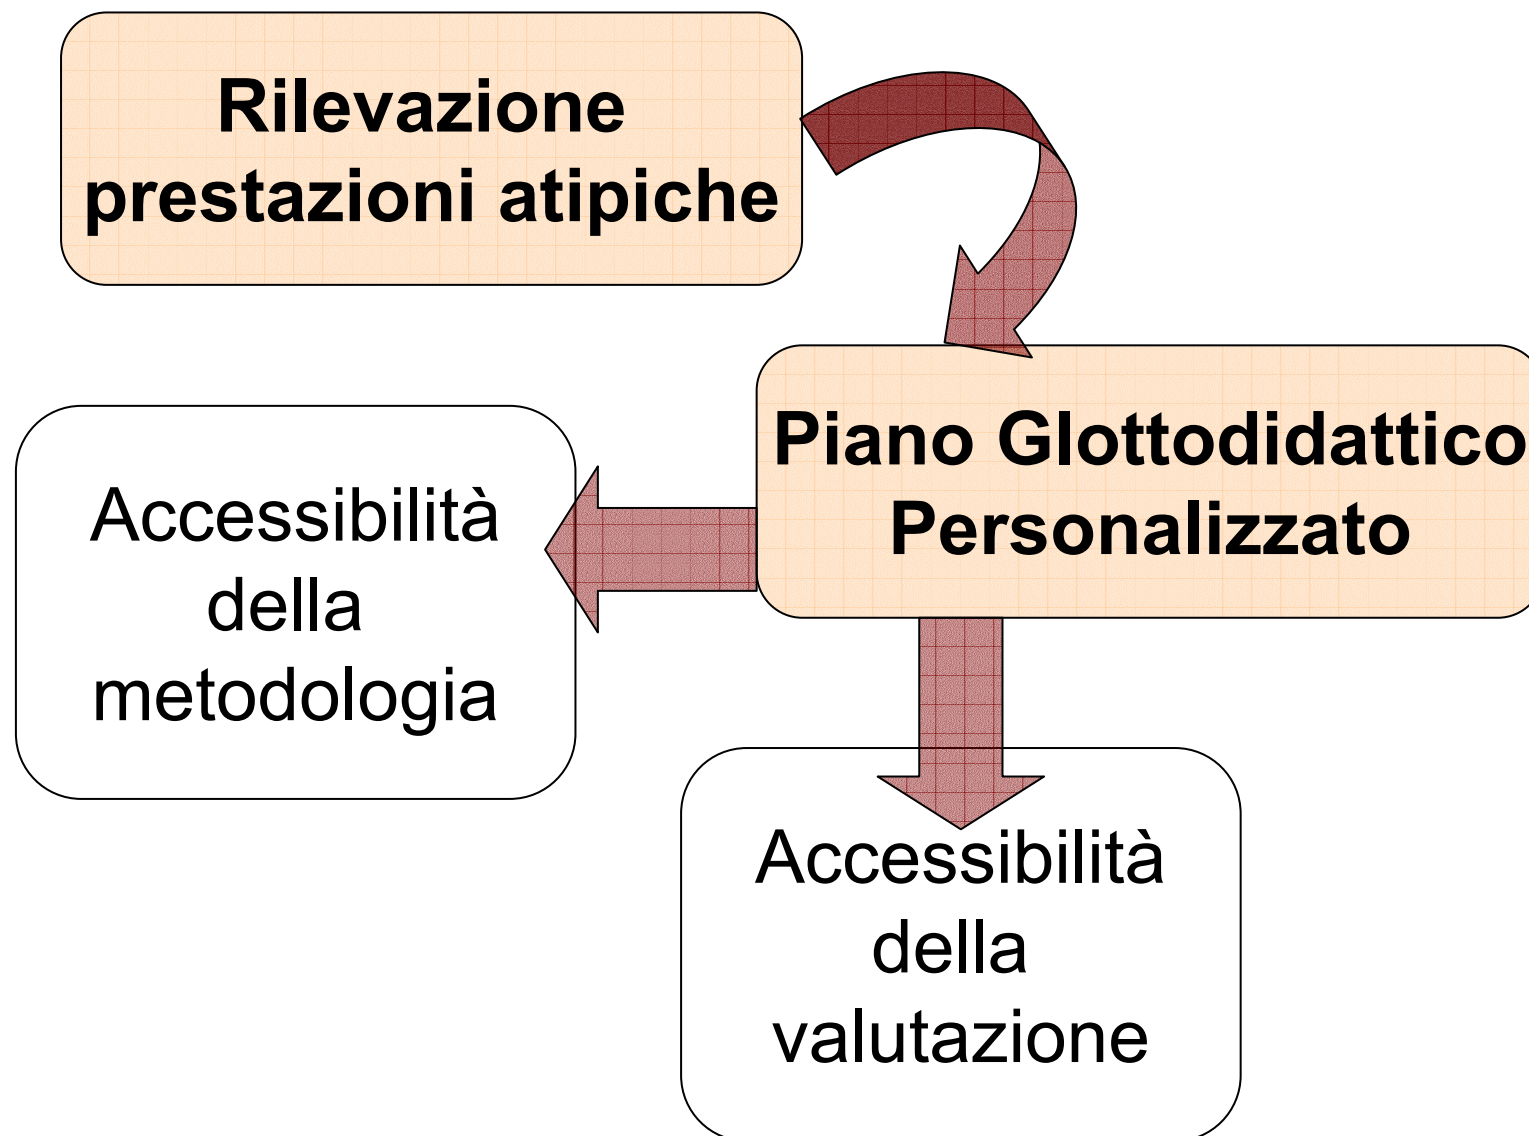 Rilevazione
prestazioni atipiche
Piano Glottodidattico
Personalizzato
Accessibilità
della
metodologia
Accessibilità
della
valutazione